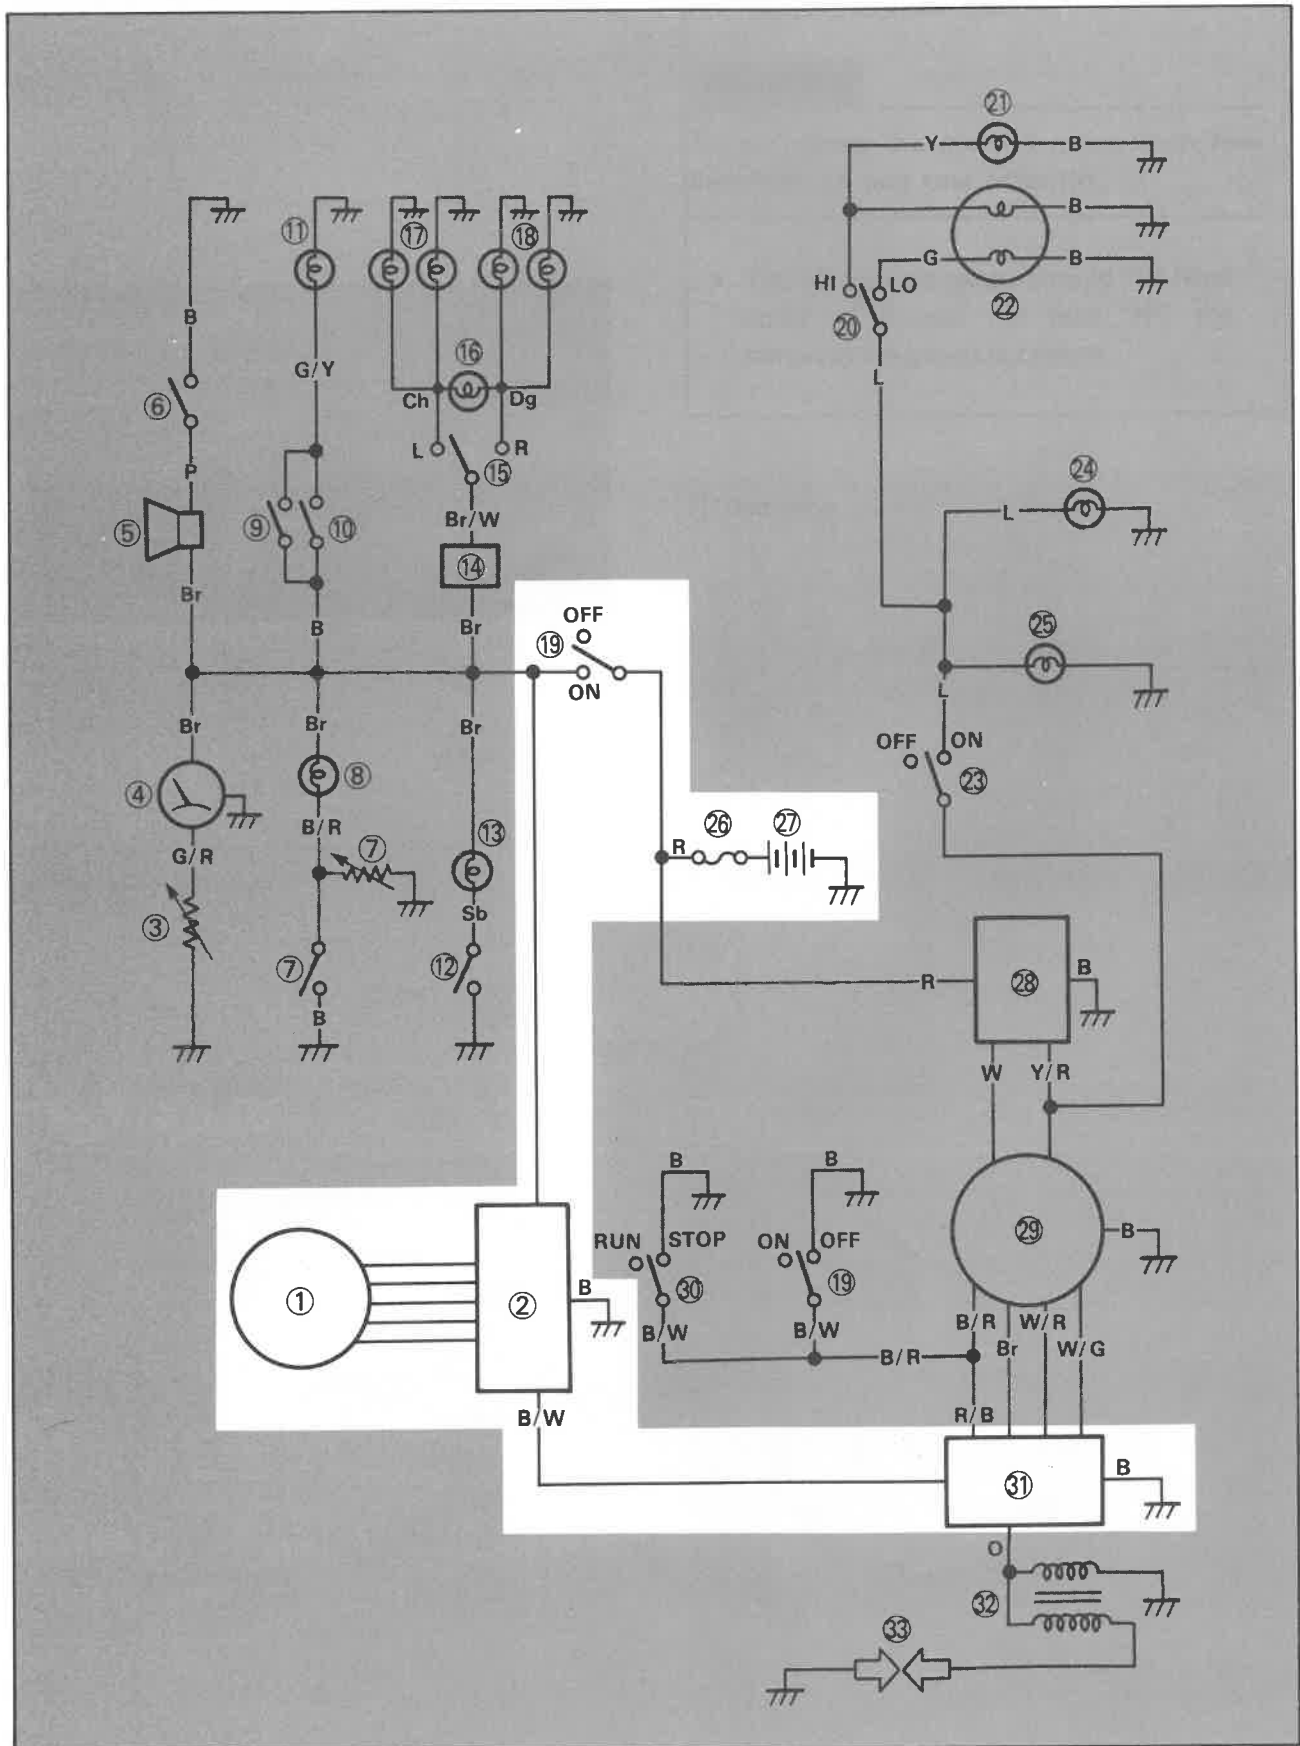 ㉑
Y B
⑪ ⑰ ⑱
B
G B
HI LO
⑳ ㉒
B
G/Y
L
⑯
⑥ Ch Dg
L R
P ⑮
㉔
⑤ ⑨ ⑩ Br/W
L
⑭
Br
B Br
OFF
⑲
ON
㉕
L
Br Br Br
OFF ON
㉓
④ ⑧
B/R
G/R ⑦ ⑬
R ㉖ ㉗
③ Sb
⑦ ⑫
B
R ㉘ B
W Y/R
B B
RUN STOP ON OFF
㉙ B
① ② B ㉚ ⑲
B/W B/W B/R W/R
Br W/G
B/R
B/W R/B
㉛ B
O
㉜
㉝